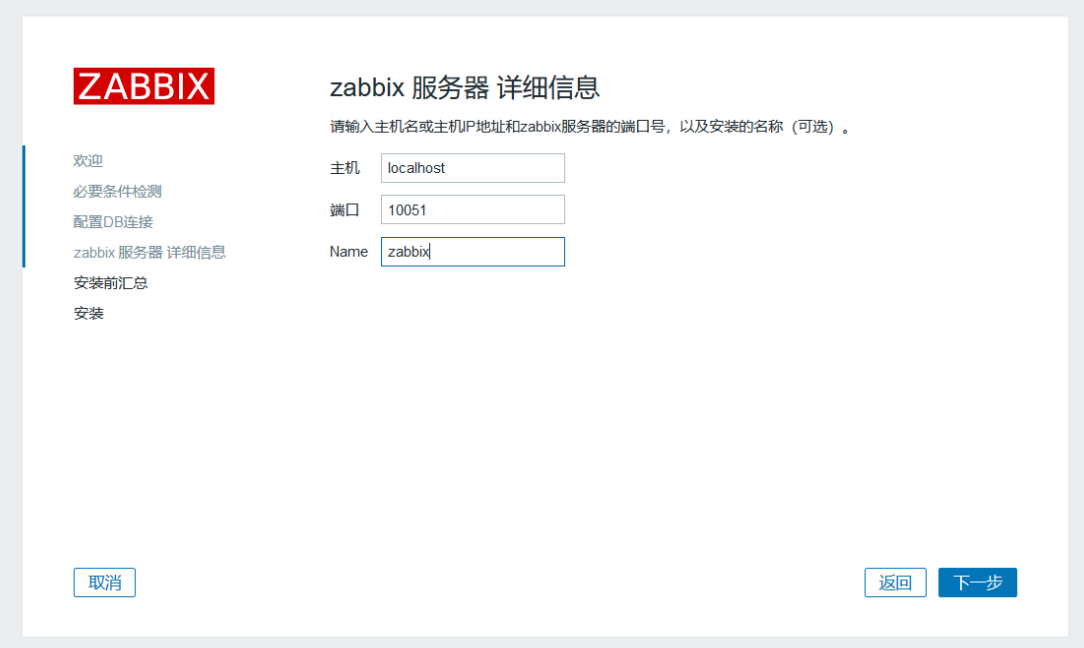 ZABBIX
欢迎
必要条件检测
配置DB连接
zabbix 服务器 详细信息
安装前汇总
安装
zabbix 服务器 详细信息
请输入主机名或主机IP地址和zabbix服务器的端口号，以及安装的名称（可选）。
主机 localhost
端口 10051
Name zabbix
取消 返回 下一步